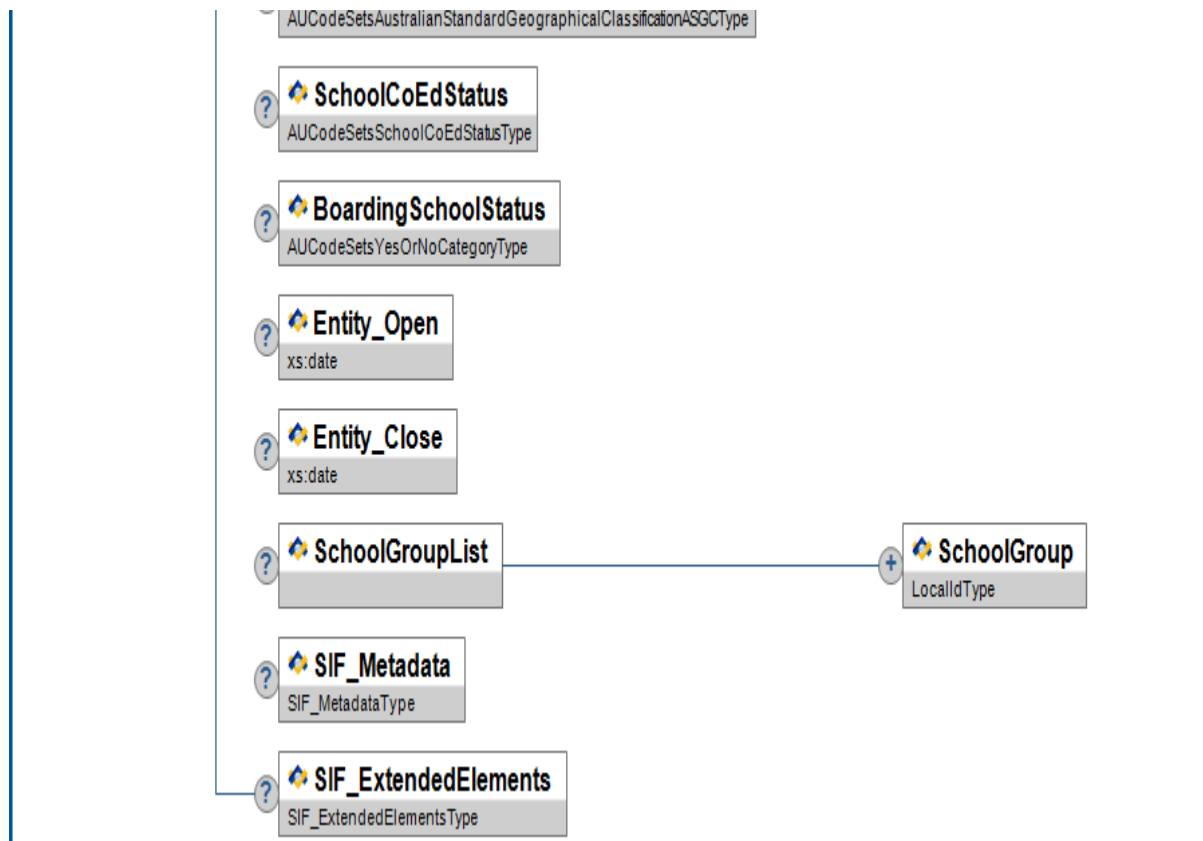 AUCodeSetsAustralianStandardGeographicalClassificationASGCType
? SchoolCoEdStatus
AUCodeSetsSchoolCoEdStatusType
? BoardingSchoolStatus
AUCodeSetsYesOrNoCategoryType
? Entity_Open
xs:date
? Entity_Close
xs:date
? SchoolGroupList + SchoolGroup
LocalIdType
? SIF_Metadata
SIF_MetadataType
? SIF_ExtendedElements
SIF_ExtendedElementsType